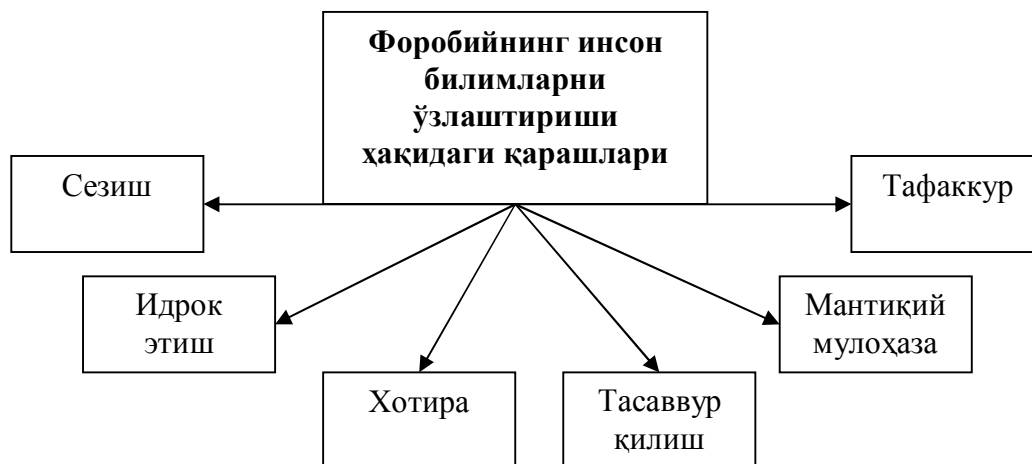 Форобийнинг инсон
билимларни
ўзлаштириши
ҳақидаги қарашлари
Сезиш
Тафаккур
Идрок
этиш
Мантиқий
мулоҳаза
Хотира
Тасаввур
қилиш